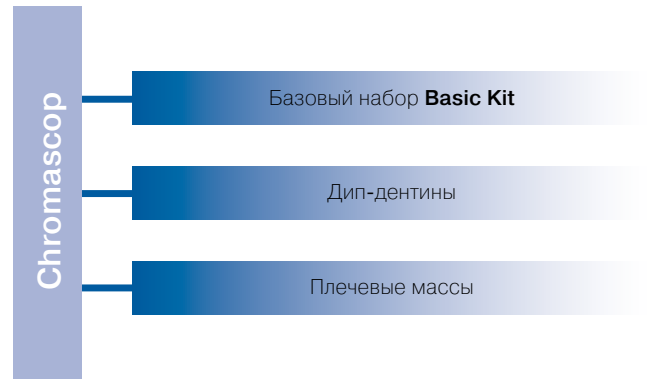 Chromascop
Базовый набор Basic Kit
Дип-дентины
Плечевые массы